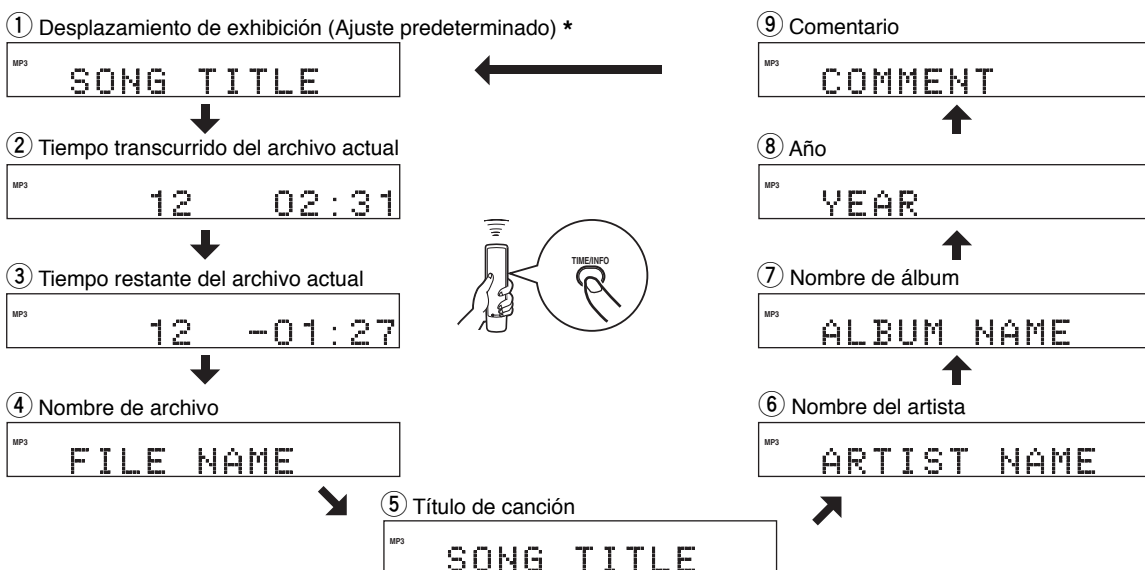 ① Desplazamiento de exhibición (Ajuste predeterminado) *
MP3
SONG TITLE
② Tiempo transcurrido del archivo actual
MP3
12 02:31
③ Tiempo restante del archivo actual
MP3
12 -01:27
④ Nombre de archivo
MP3
FILE NAME
⑤ Título de canción
MP3
SONG TITLE
⑥ Nombre del artista
MP3
ARTIST NAME
⑦ Nombre de álbum
MP3
ALBUM NAME
⑧ Año
MP3
YEAR
⑨ Comentario
MP3
COMMENT
TIME/INFO